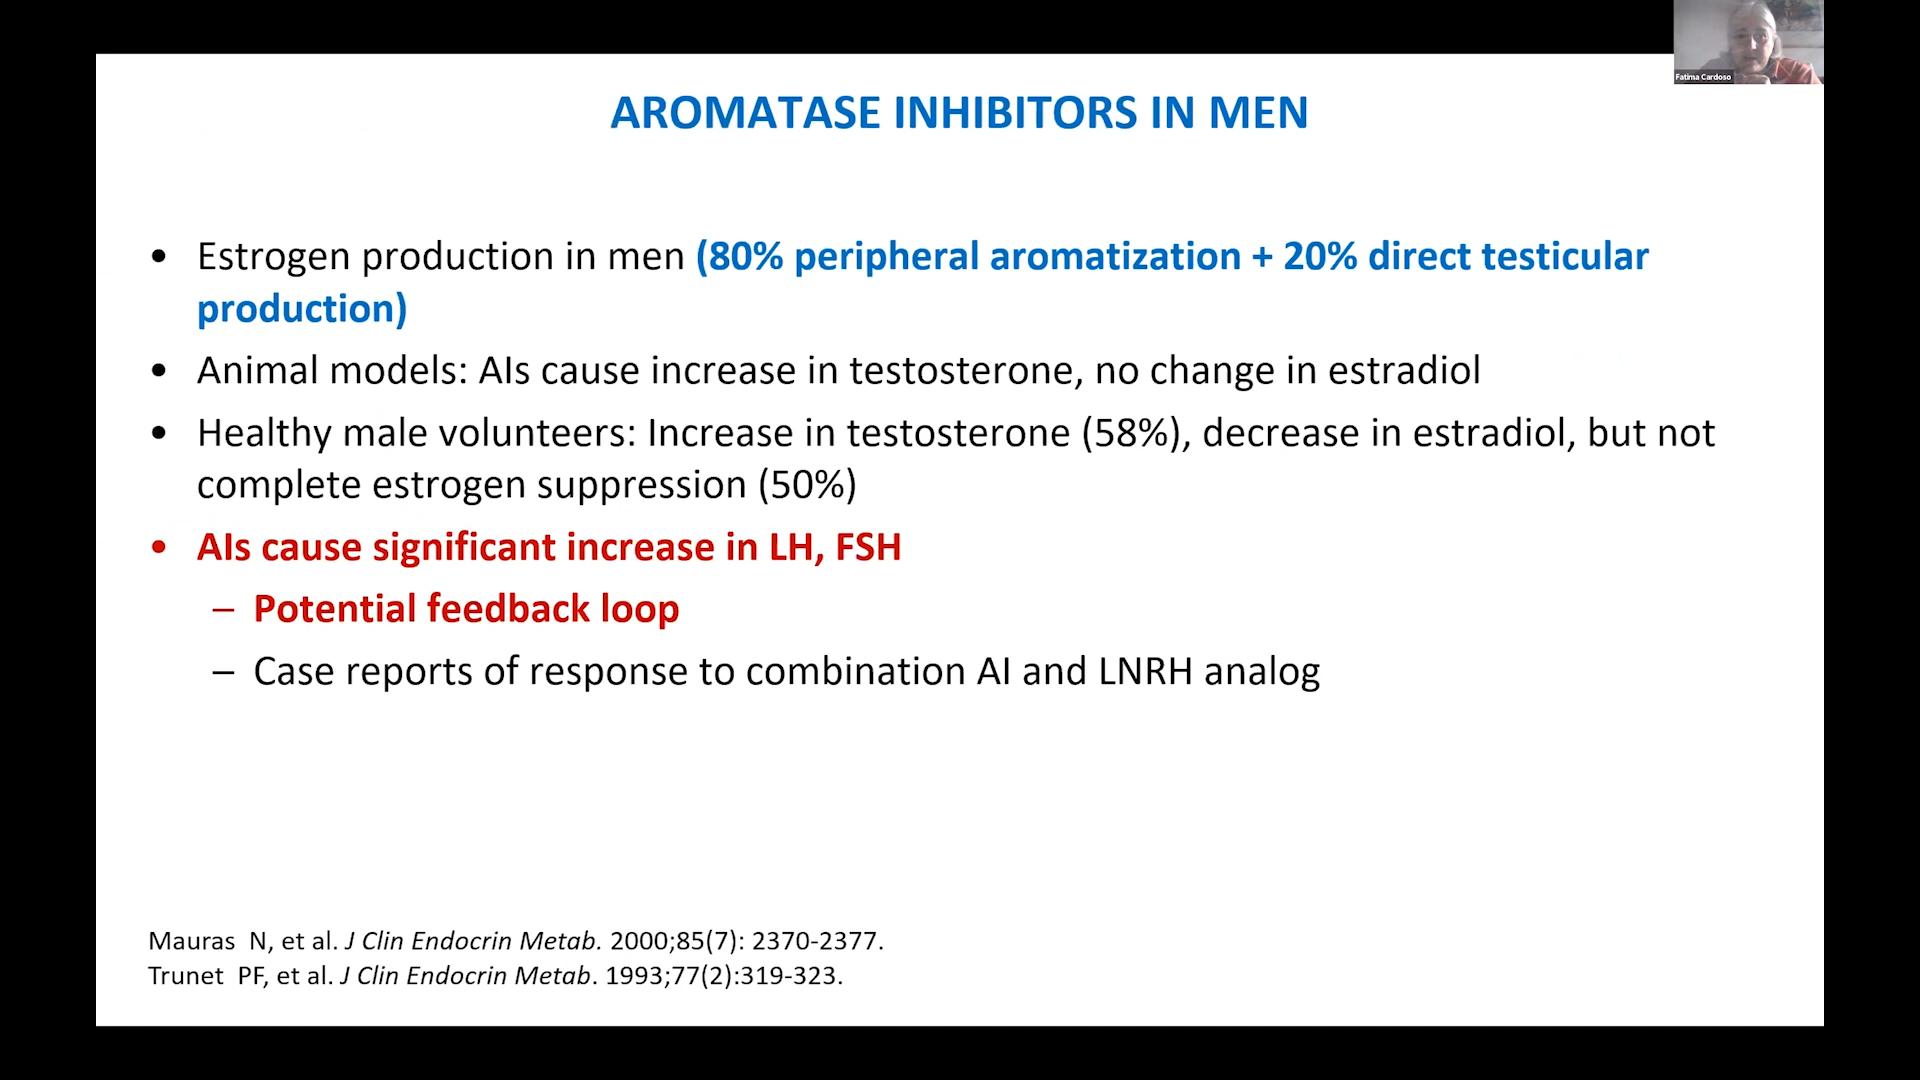 Fatima Cardoso
AROMATASE INHIBITORS IN MEN
• Estrogen production in men (80% peripheral aromatization + 20% direct testicular
production)
• Animal models: AIs cause increase in testosterone, no change in estradiol
• Healthy male volunteers: Increase in testosterone (58%), decrease in estradiol, but not
complete estrogen suppression (50%)
• AIs cause significant increase in LH, FSH
– Potential feedback loop
– Case reports of response to combination AI and LNRH analog
Mauras N, et al. J Clin Endocrin Metab. 2000;85(7): 2370-2377.
Trunet PF, et al. J Clin Endocrin Metab. 1993;77(2):319-323.